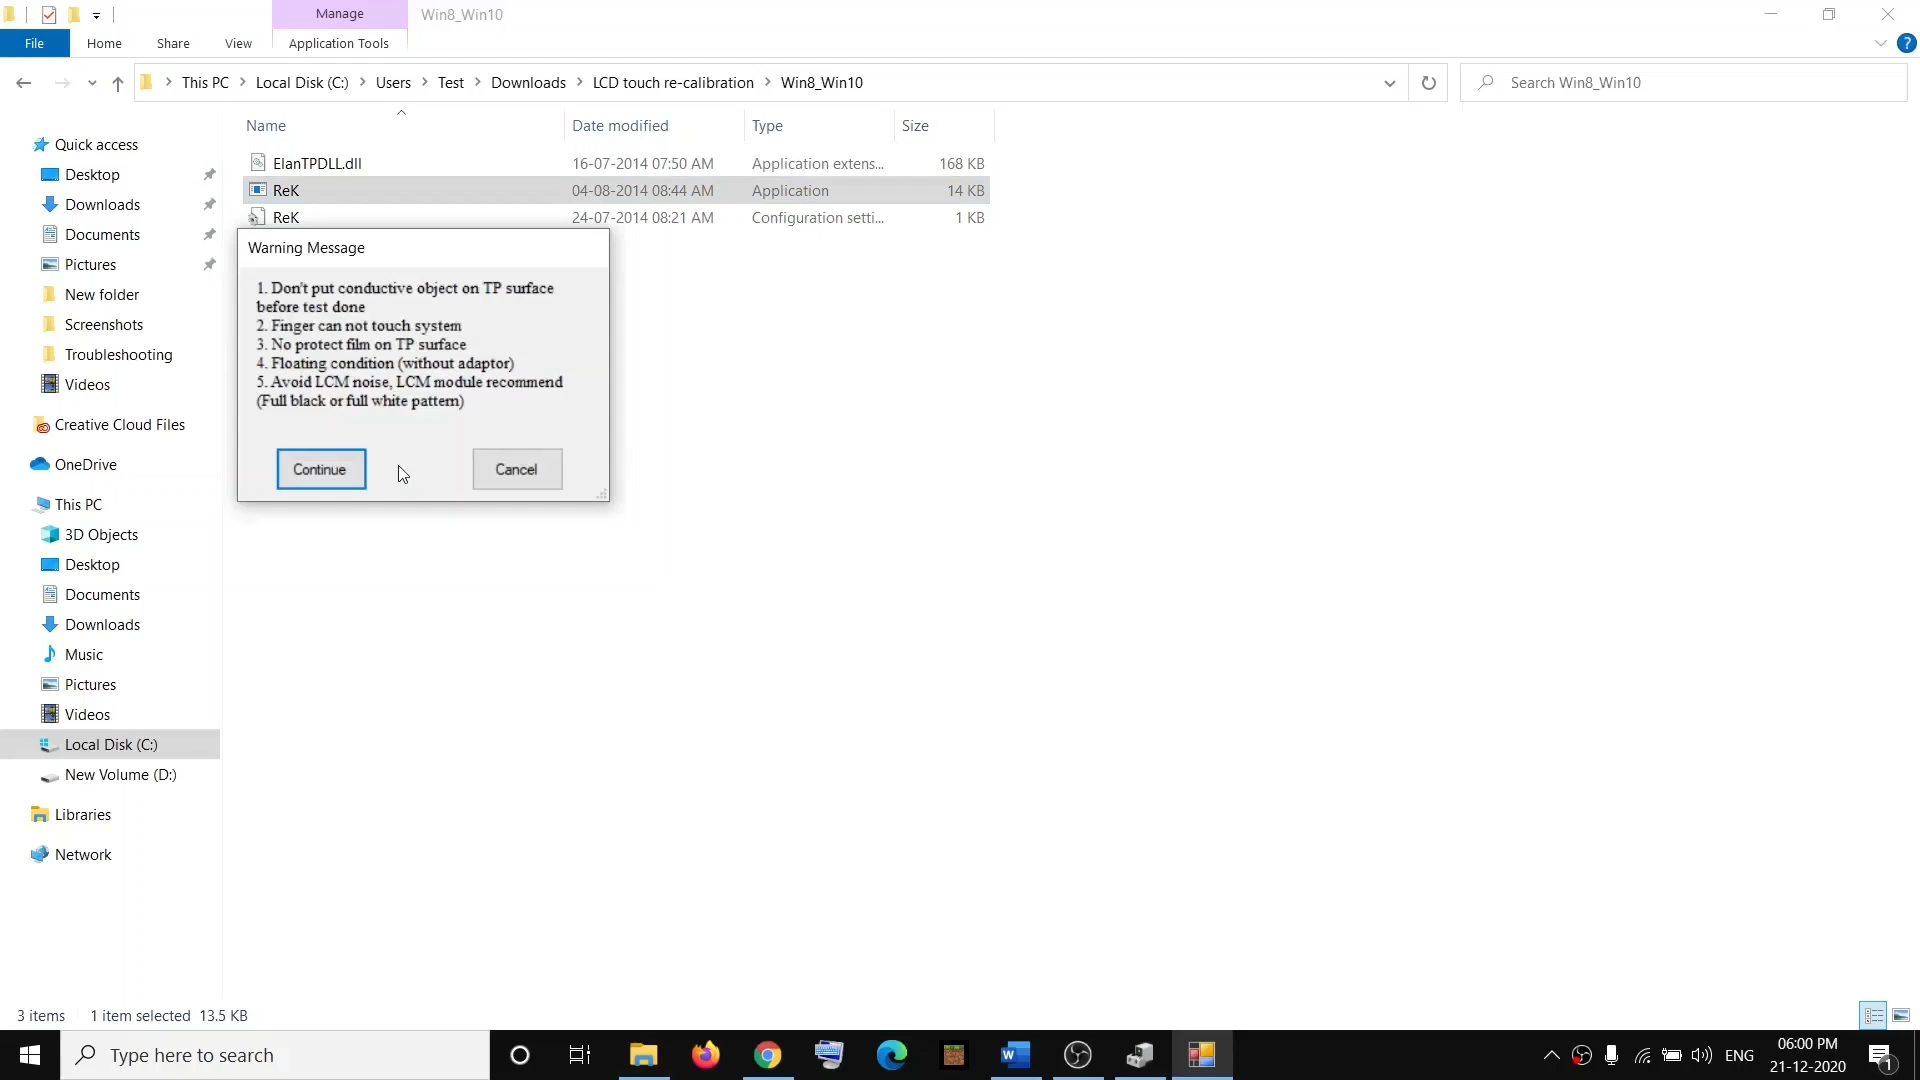 Manage
Win8_Win10
File
Home
Share
View
Application Tools
This PC
Local Disk (C:)
Users
Test
Downloads
LCD touch re-calibration
Win8_Win10
Search Win8_Win10
Name
Date modified
Type
Size
ElanTPDLL.dll
16-07-2014 07:50 AM
Application extens...
168 KB
ReK
04-08-2014 08:44 AM
Application
14 KB
ReK
24-07-2014 08:21 AM
Configuration setti...
1 KB
Warning Message
1. Don't put conductive object on TP surface
before test done
2. Finger can not touch system
3. No protect film on TP surface
4. Floating condition (without adaptor)
5. Avoid LCM noise, LCM module recommend
(Full black or full white pattern)
Continue
Cancel
Quick access
Desktop
Downloads
Documents
Pictures
New folder
Screenshots
Troubleshooting
Videos
Creative Cloud Files
OneDrive
This PC
3D Objects
Desktop
Documents
Downloads
Music
Pictures
Videos
Local Disk (C:)
New Volume (D:)
Libraries
Network
3 items
1 item selected 13.5 KB
Type here to search
ENG
06:00 PM
21-12-2020
1